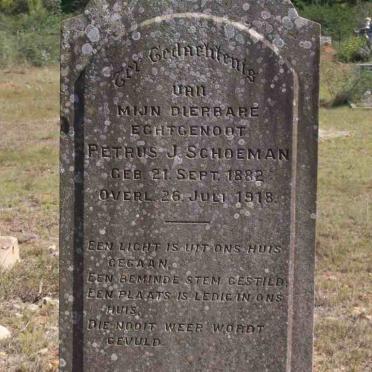 Ter Gedachtenis
VAN
MIJN DIERBARE
ECHTGENOOT
PETRUS J. SCHOEMAN
GEB. 21. SEPT. 1882
OVERL. 26. JULI 1918.
EEN LICHT IS UIT ONS HUIS
GEGAAN.
EEN BEMINDE STEM GESTILD.
EEN PLAATS IS LEDIG IN ONS
HUIS.
DIE NOOIT WEER WORDT
GEVULD.